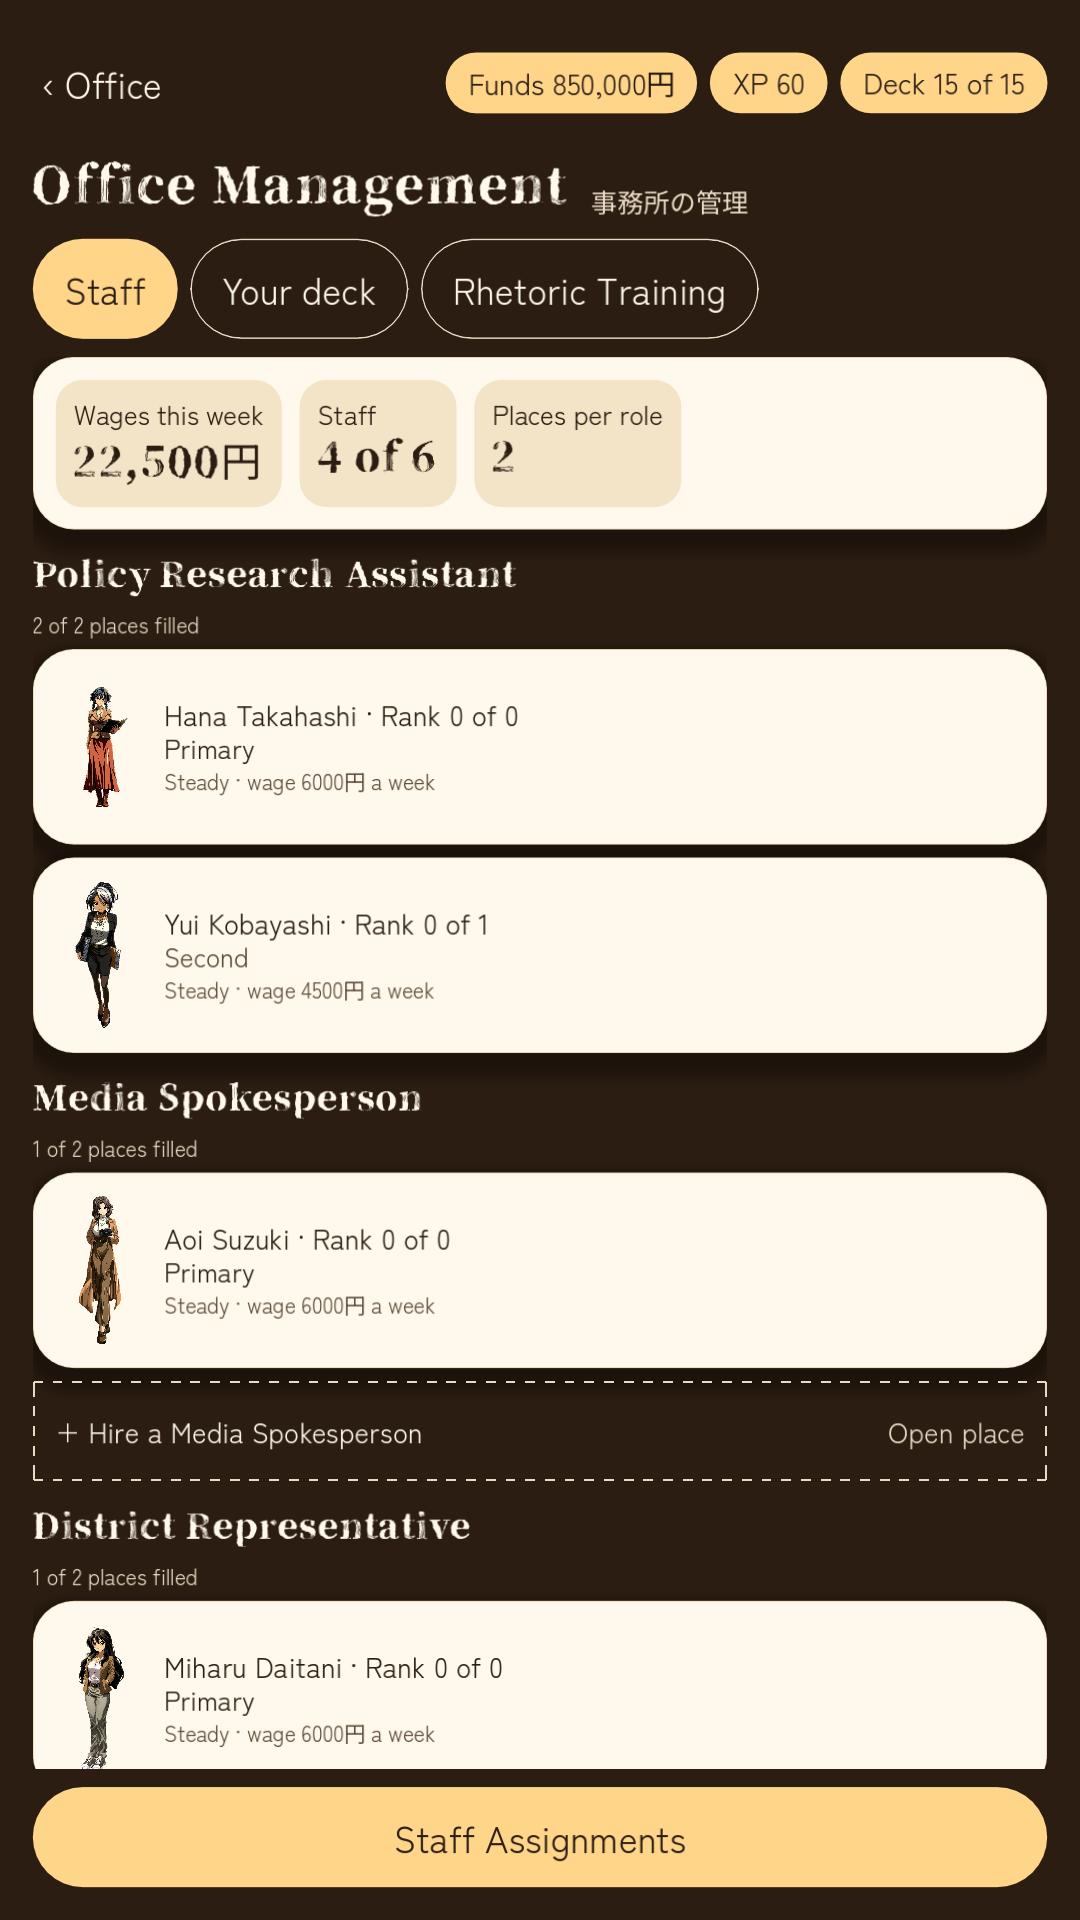 ‹ Office
Funds 850,000円
XP 60
Deck 15 of 15
Office Management 事務所の管理
Staff
Your deck
Rhetoric Training
Wages this week
22,500円
Staff
4 of 6
Places per role
2
Policy Research Assistant
2 of 2 places filled
Hana Takahashi · Rank 0 of 0
Primary
Steady · wage 6000円 a week
Yui Kobayashi · Rank 0 of 1
Second
Steady · wage 4500円 a week
Media Spokesperson
1 of 2 places filled
Aoi Suzuki · Rank 0 of 0
Primary
Steady · wage 6000円 a week
+ Hire a Media Spokesperson
Open place
District Representative
1 of 2 places filled
Miharu Daitani · Rank 0 of 0
Primary
Steady · wage 6000円 a week
Staff Assignments